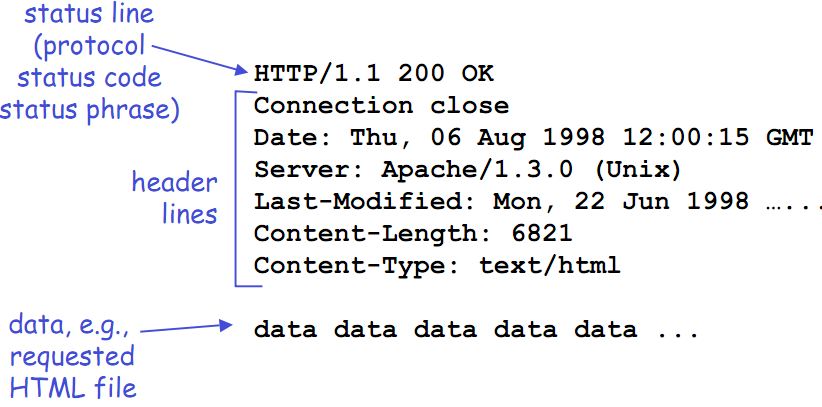 status line
(protocol
status code
status phrase)
HTTP/1.1 200 OK
Connection close
Date: Thu, 06 Aug 1998 12:00:15 GMT
Server: Apache/1.3.0 (Unix)
Last-Modified: Mon, 22 Jun 1998 …...
Content-Length: 6821
Content-Type: text/html
header
lines
data, e.g.,
requested
HTML file
data data data data data ...